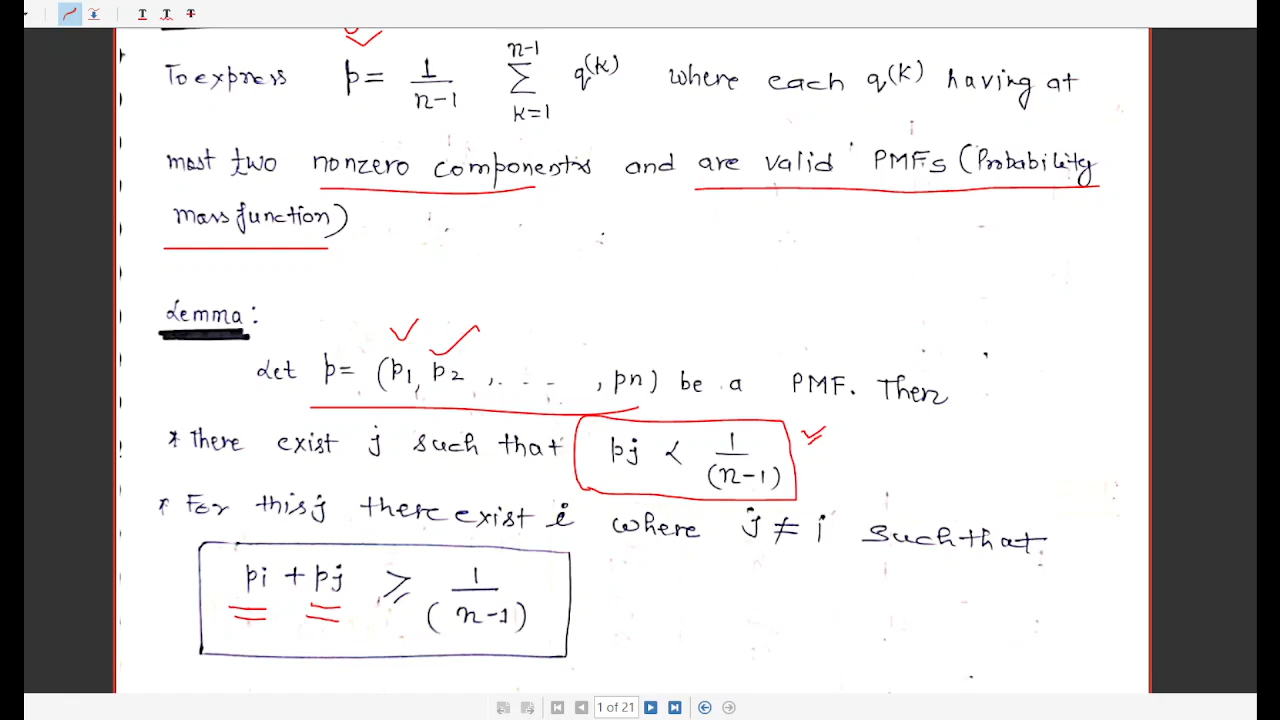 T T T
To express p = 1/(n-1) n-1 Σ k=1 q^(k) where each q(k) having at
most two nonzero components and are valid PMFs (Probability
mass function)
Lemma:
Let p = (p1, p2, . . . . , pn) be a PMF. Then
* There exist j such that pj < 1/(n-1)
* For this j there exist i where j ≠ i such that
pi + pj ≥ 1/(n-1)
1 of 21